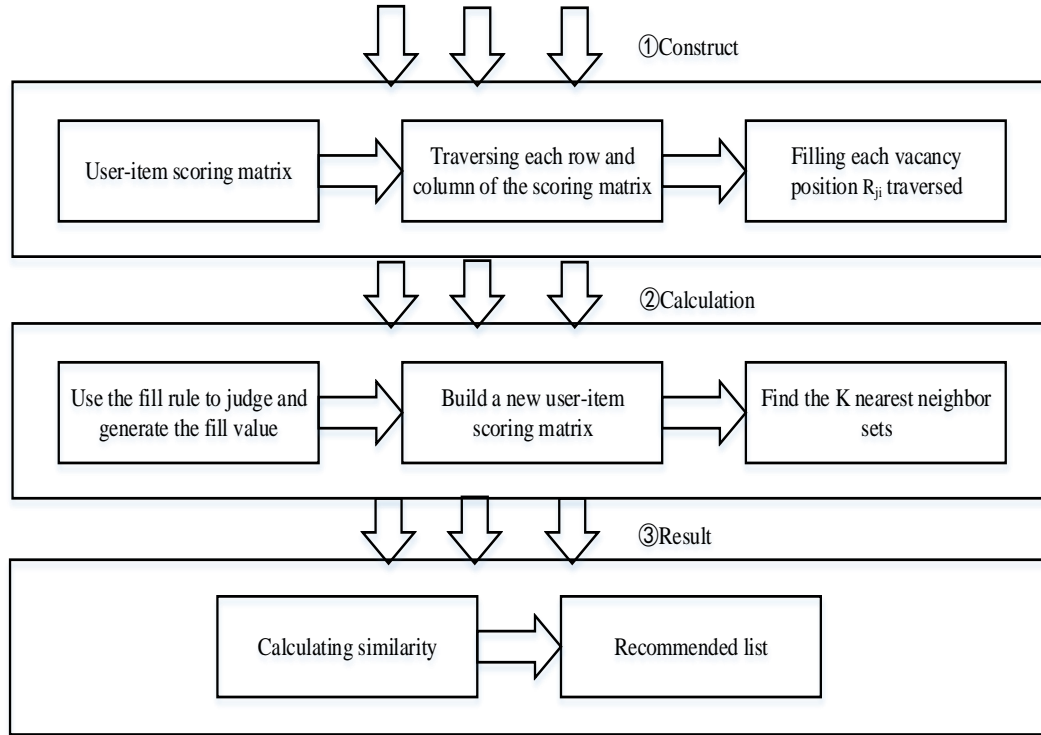 ①Construct
User-item scoring matrix
Traversing each row and
column of the scoring matrix
Filling each vacancy
position Rji traversed
②Calculation
Use the fill rule to judge and
generate the fill value
Build a new user-item
scoring matrix
Find the K nearest neighbor
sets
③Result
Calculating similarity
Recommended list